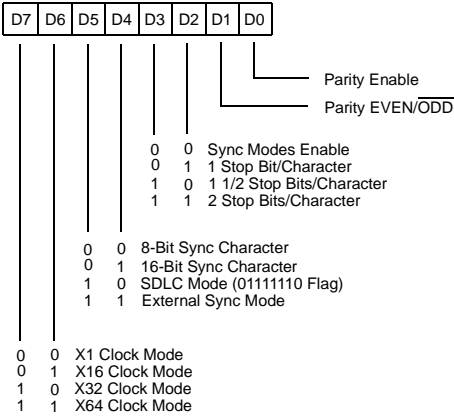 D7 D6 D5 D4 D3 D2 D1 D0
Parity Enable
Parity EVEN/ODD
0 0 Sync Modes Enable
0 1 1 Stop Bit/Character
1 0 1 1/2 Stop Bits/Character
1 1 2 Stop Bits/Character
0 0 8-Bit Sync Character
0 1 16-Bit Sync Character
1 0 SDLC Mode (01111110 Flag)
1 1 External Sync Mode
0 0 X1 Clock Mode
0 1 X16 Clock Mode
1 0 X32 Clock Mode
1 1 X64 Clock Mode